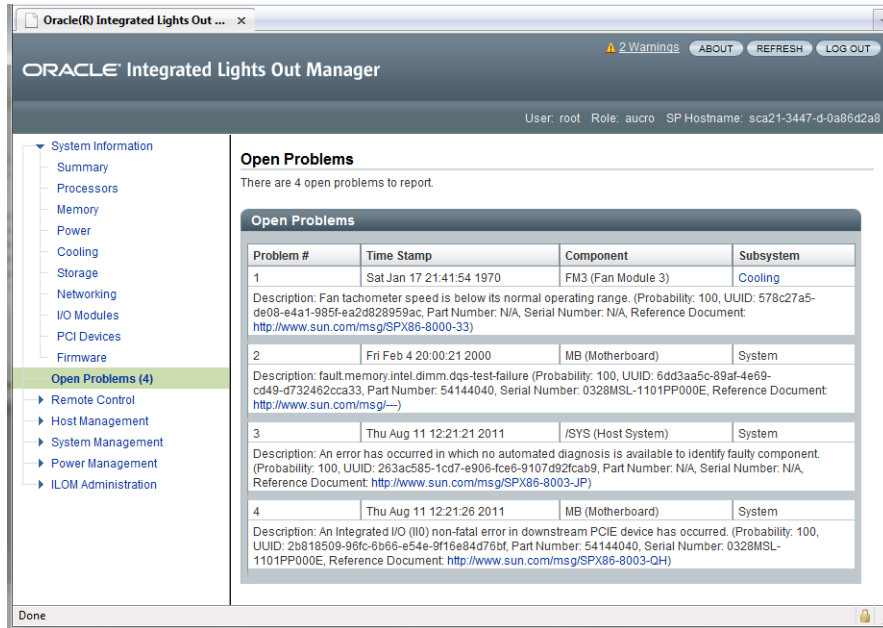 Oracle(R) Integrated Lights Out ... ×
2 Warnings ABOUT REFRESH LOG OUT
ORACLE® Integrated Lights Out Manager
User: root Role: aucro SP Hostname: sca21-3447-d-0a86d2a8
System Information
Summary
Processors
Memory
Power
Cooling
Storage
Networking
I/O Modules
PCI Devices
Firmware
Open Problems (4)
Remote Control
Host Management
System Management
Power Management
ILOM Administration
Open Problems
There are 4 open problems to report.
Open Problems
Problem # Time Stamp Component Subsystem
1 Sat Jan 17 21:41:54 1970 FM3 (Fan Module 3) Cooling
Description: Fan tachometer speed is below its normal operating range. (Probability: 100, UUID: 578c27a5-
de08-e4a1-985f-ea2d828959ac, Part Number: N/A, Serial Number: N/A, Reference Document:
http://www.sun.com/msg/SPX86-8000-33)
2 Fri Feb 4 20:00:21 2000 MB (Motherboard) System
Description: fault.memory.intel.dimm.dqs-test-failure (Probability: 100, UUID: 6dd3aa5c-89af-4e69-
cd49-d732462cca33, Part Number: 54144040, Serial Number: 0328MSL-1101PP000E, Reference Document:
http://www.sun.com/msg/---)
3 Thu Aug 11 12:21:21 2011 /SYS (Host System) System
Description: An error has occurred in which no automated diagnosis is available to identify faulty component.
(Probability: 100, UUID: 263ac585-1cd7-e906-fce6-9107d92fcab9, Part Number: N/A, Serial Number: N/A,
Reference Document: http://www.sun.com/msg/SPX86-8003-JP)
4 Thu Aug 11 12:21:26 2011 MB (Motherboard) System
Description: An Integrated I/O (II0) non-fatal error in downstream PCIE device has occurred. (Probability: 100,
UUID: 2b818509-96fc-6b66-e54e-9f16e84d76bf, Part Number: 54144040, Serial Number: 0328MSL-
1101PP000E, Reference Document: http://www.sun.com/msg/SPX86-8003-QH)
Done